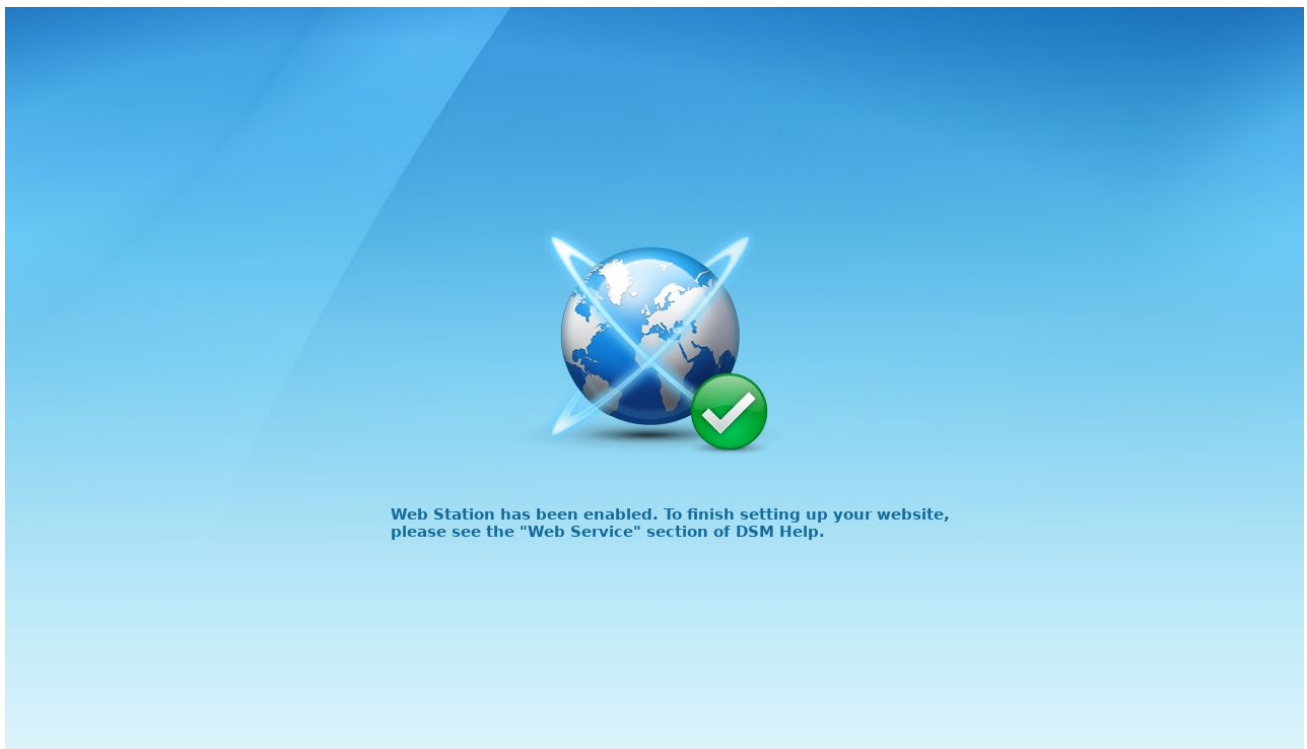 Web Station has been enabled. To finish setting up your website,
please see the "Web Service" section of DSM Help.